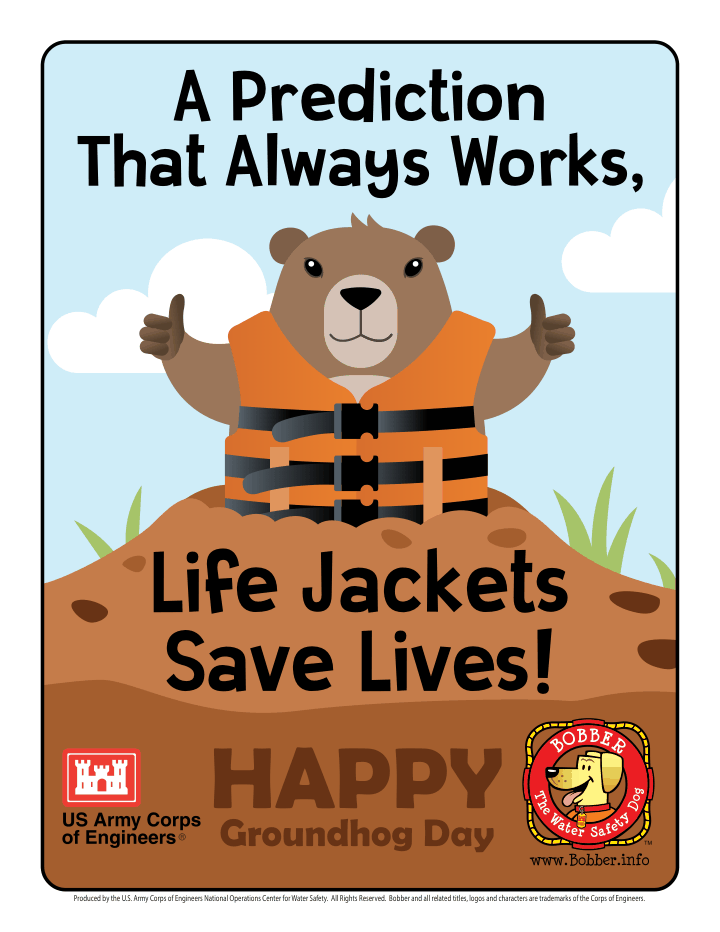 A Prediction
That Always Works,
Life Jackets
Save Lives!
HAPPY
Groundhog Day
US Army Corps
of Engineers®
BOBBER
The Water Safety Dog
TM
www.Bobber.info
Produced by the U.S. Army Corps of Engineers National Operations Center for Water Safety. All Rights Reserved. Bobber and all related titles, logos and characters are trademarks of the Corps of Engineers.